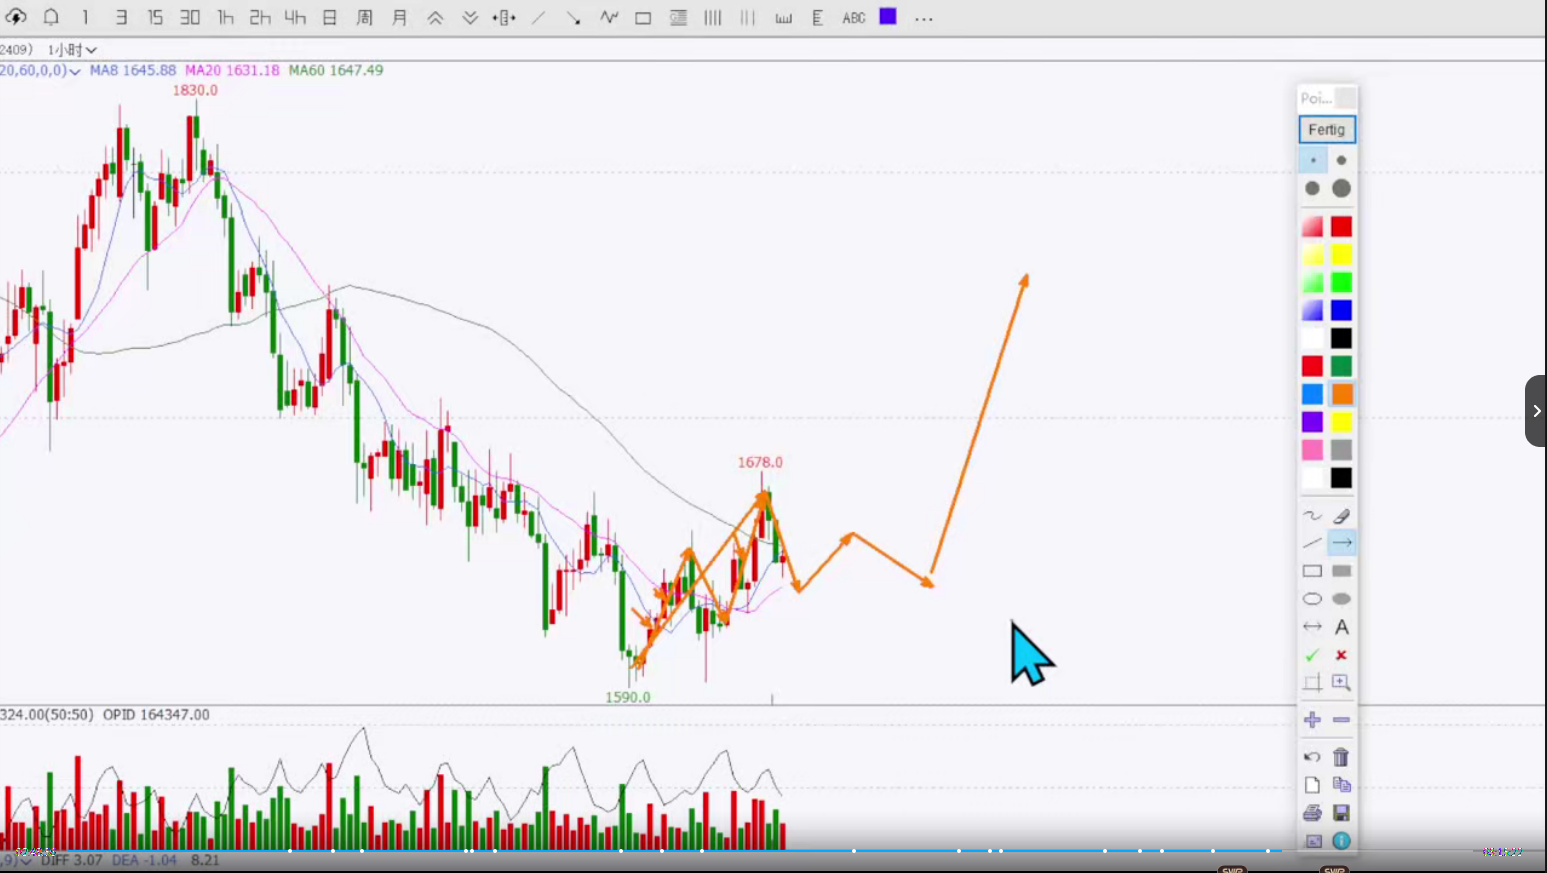 1 3 15 30 1h 2h 4h 日 周 月 ABC ...
2409) 1小时
20,60,0,0) MA8 1645.88 MA20 1631.18 MA60 1647.49
1830.0
Poi...
Fertig
1678.0
A
1590.0
324.00(50:50) OPID 164347.00
,9) DIFF 3.07 DEA -1.04 8.21